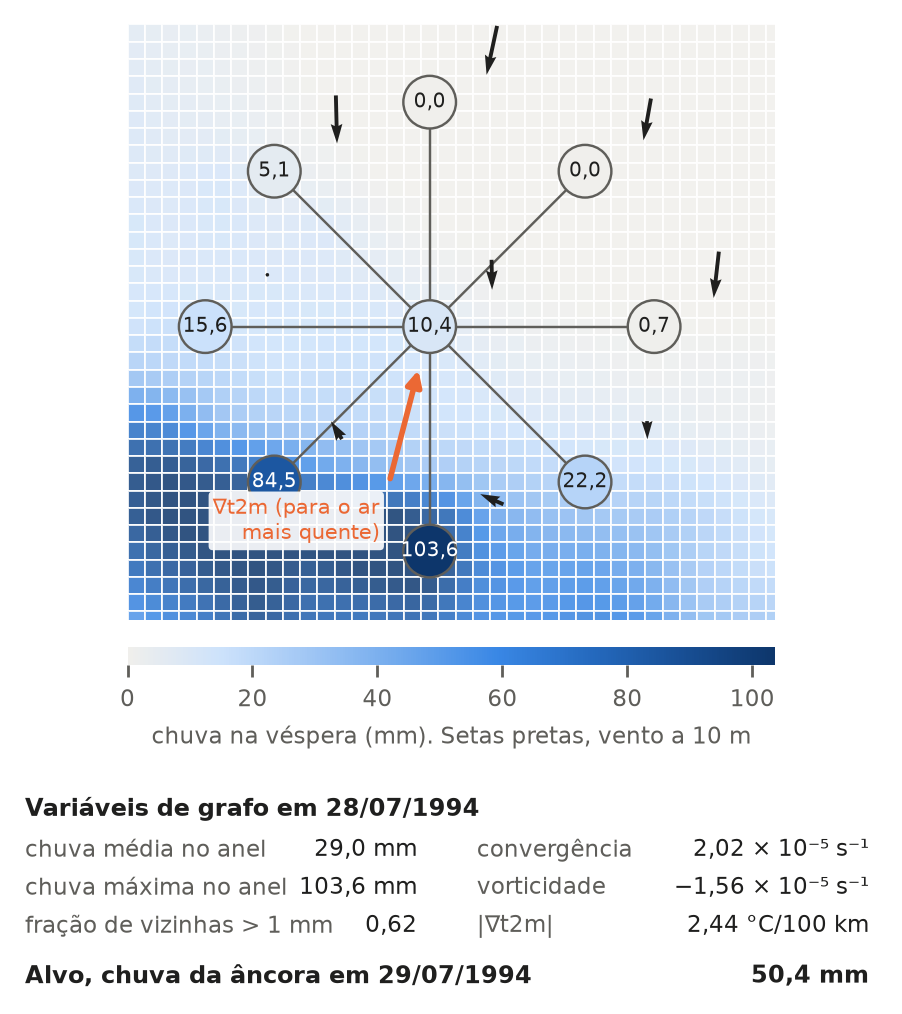 0,0
5,1
0,0
15,6
10,4
0,7
84,5
22,2
∇t2m (para o ar
mais quente)
103,6
0 20 40 60 80 100
chuva na véspera (mm). Setas pretas, vento a 10 m
Variáveis de grafo em 28/07/1994
chuva média no anel 29,0 mm convergência 2,02 × 10⁻⁵ s⁻¹
chuva máxima no anel 103,6 mm vorticidade −1,56 × 10⁻⁵ s⁻¹
fração de vizinhas > 1 mm 0,62 |∇t2m| 2,44 °C/100 km
Alvo, chuva da âncora em 29/07/1994 50,4 mm